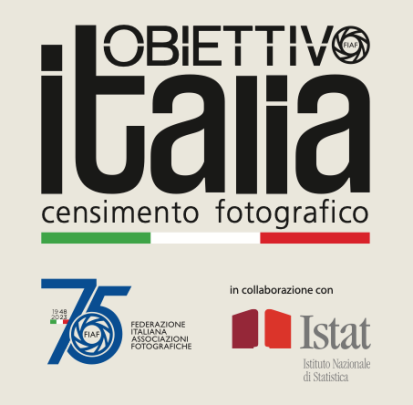 OBIETTIVO
FIAF
italia
censimento fotografico
1948
2023
75
FIAF
FEDERAZIONE
ITALIANA
ASSOCIAZIONI
FOTOGRAFICHE
in collaborazione con
Istat
Istituto Nazionale
di Statistica